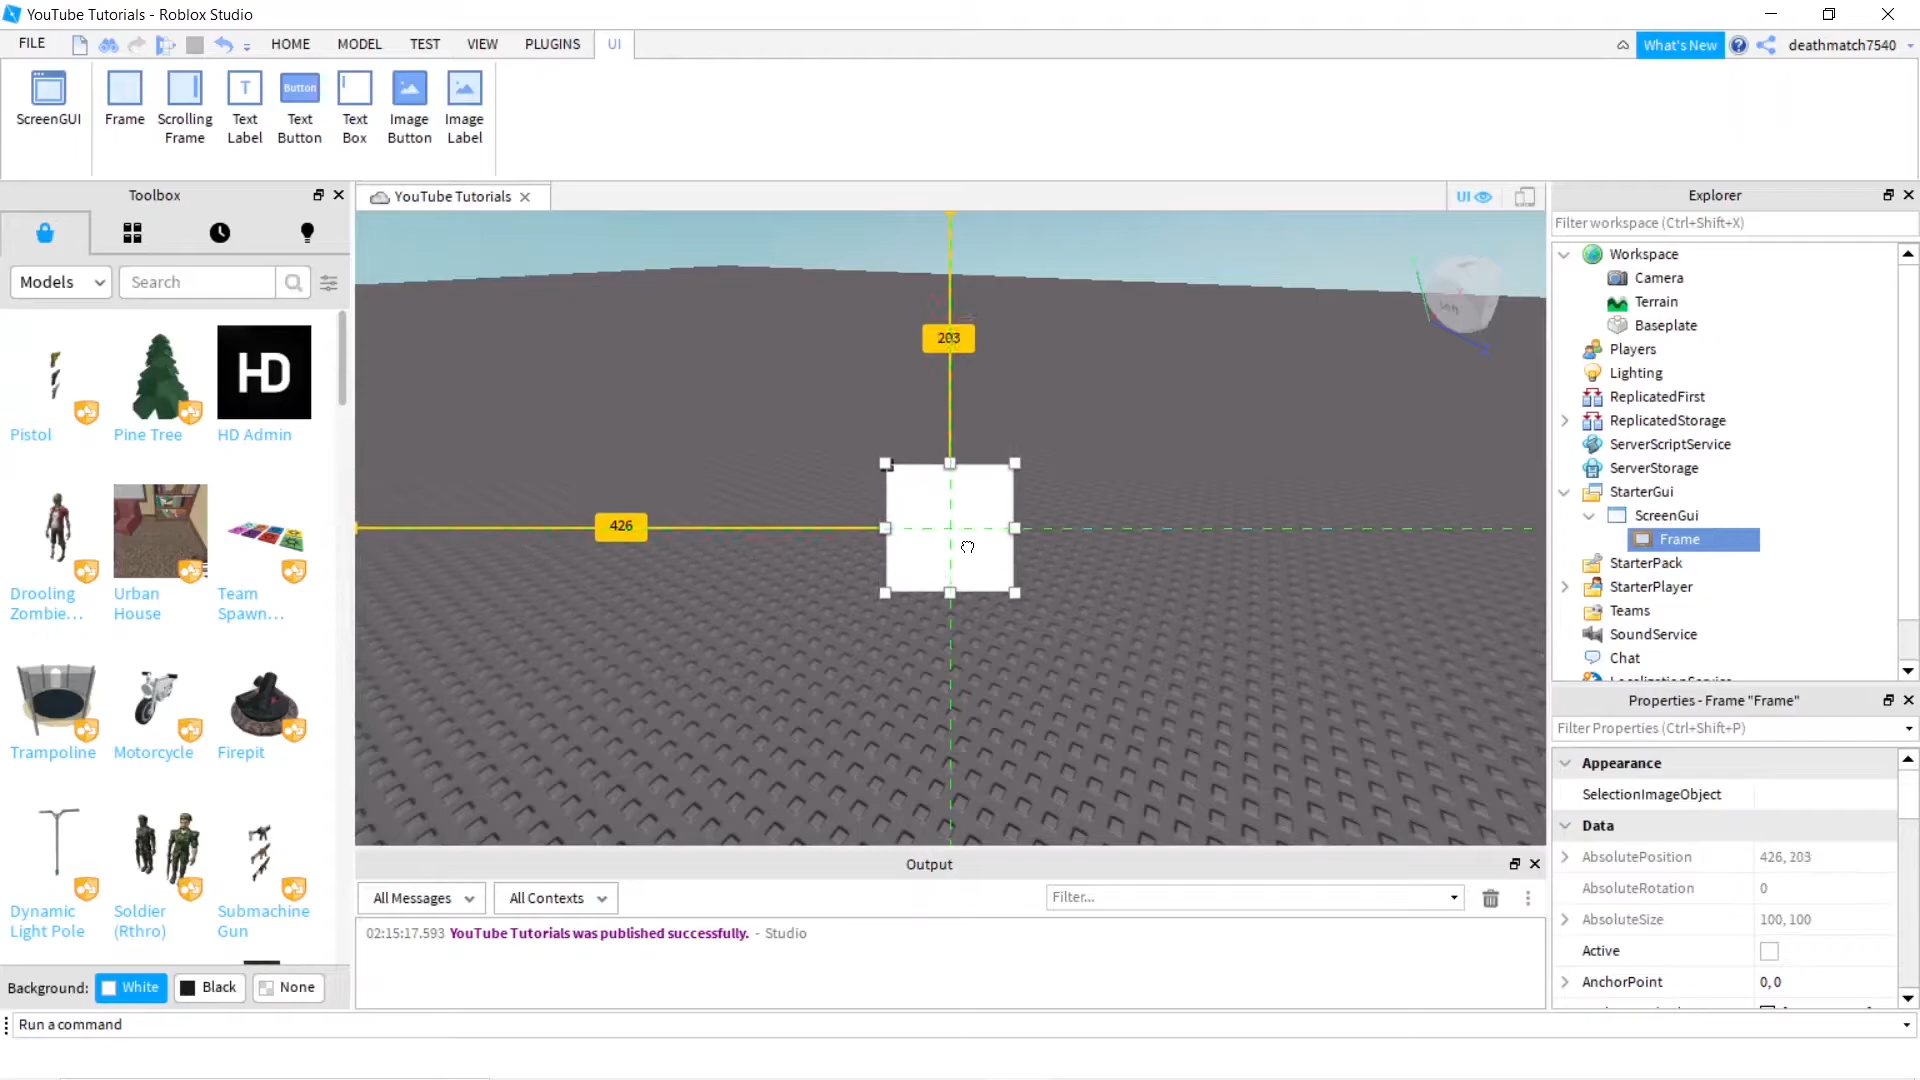 YouTube Tutorials - Roblox Studio
FILE
HOME
MODEL
TEST
VIEW
PLUGINS
UI
What's New
deathmatch7540
ScreenGUI
Frame
Scrolling
Frame
Text
Label
Text
Button
Button
Text
Box
Image
Button
Image
Label
Toolbox
Models
Search
Pistol
Pine Tree
HD
HD Admin
Drooling
Zombie...
Urban
House
Team
Spawn...
Trampoline
Motorcycle
Firepit
Dynamic
Light Pole
Soldier
(Rthro)
Submachine
Gun
Background:
White
Black
None
YouTube Tutorials
UI
203
426
Output
All Messages
All Contexts
Filter...
02:15:17.593 YouTube Tutorials was published successfully. - Studio
Explorer
Filter workspace (Ctrl+Shift+X)
Workspace
Camera
Terrain
Baseplate
Players
Lighting
ReplicatedFirst
ReplicatedStorage
ServerScriptService
ServerStorage
StarterGui
ScreenGui
Frame
StarterPack
StarterPlayer
Teams
SoundService
Chat
Properties - Frame "Frame"
Filter Properties (Ctrl+Shift+P)
Appearance
SelectionImageObject
Data
AbsolutePosition 426, 203
AbsoluteRotation 0
AbsoluteSize 100, 100
Active
AnchorPoint 0, 0
Run a command